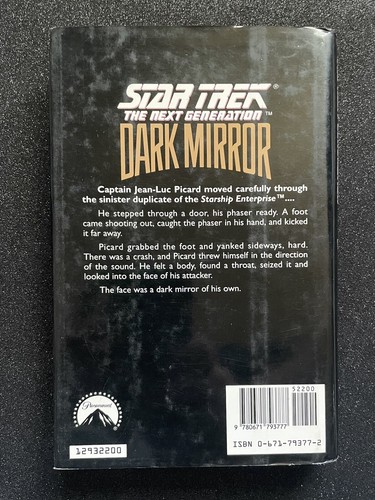 STAR TREK®
THE NEXT GENERATION™
DARK MIRROR
Captain Jean-Luc Picard moved carefully through
the sinister duplicate of the Starship Enterprise™....
He stepped through a door, his phaser ready. A foot
came shooting out, caught the phaser in his hand, and kicked
it far away.
Picard grabbed the foot and yanked sideways, hard.
There was a crash, and Picard threw himself in the direction
of the sound. He felt a body, found a throat, seized it and
looked into the face of his attacker.
The face was a dark mirror of his own.
Paramount
12932200
52200
9 780671 793777
ISBN 0-671-79377-2